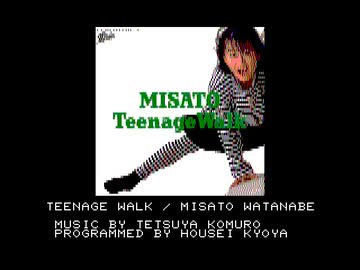 MISATO
TeenageWalk
TEENAGE WALK / MISATO WATANABE
MUSIC BY TETSUYA KOMURO
PROGRAMMED BY HOUSEI KYOYA